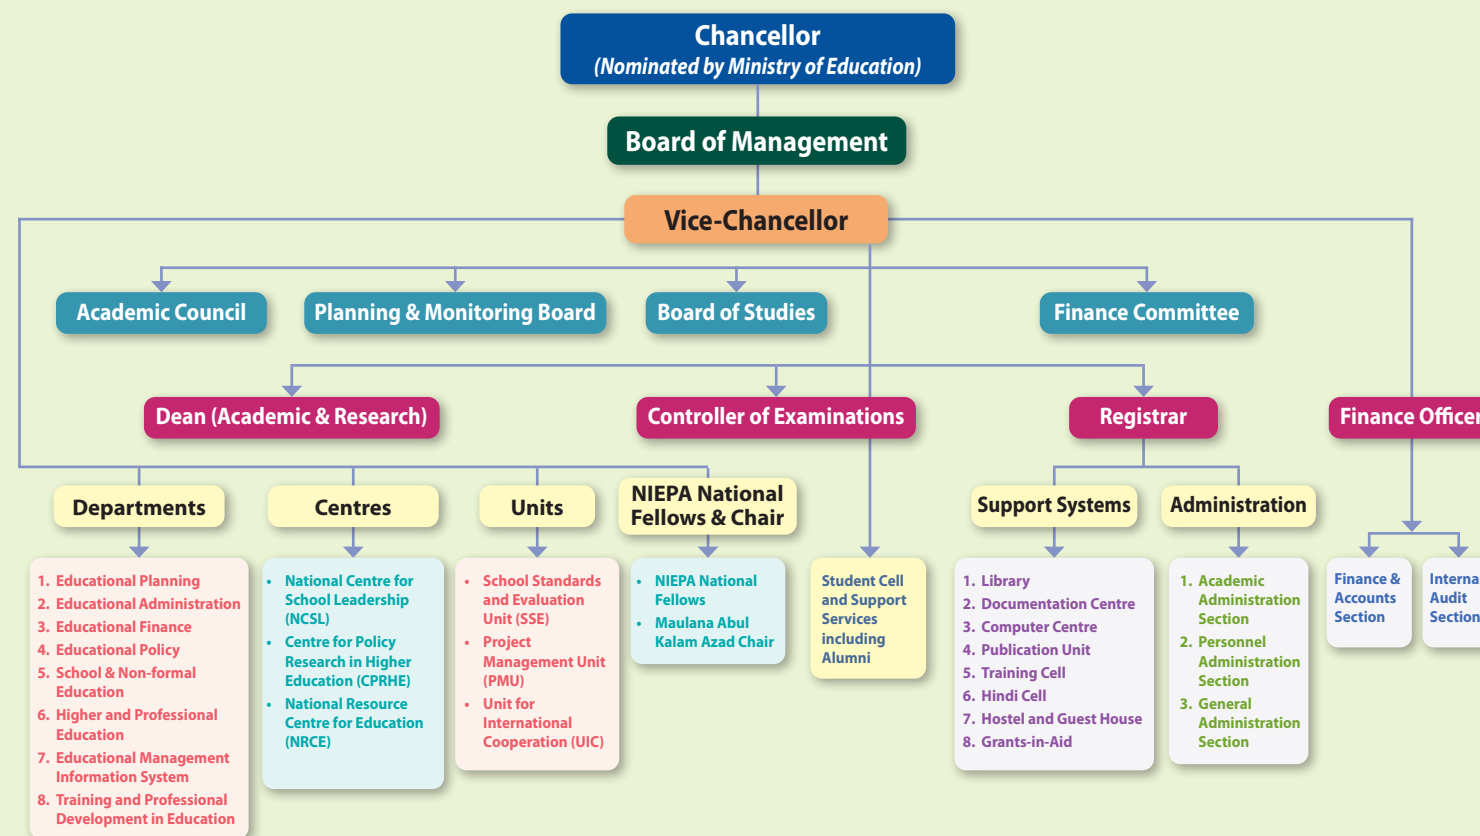 Chancellor
(Nominated by Ministry of Education)
Board of Management
Vice-Chancellor
Academic Council
Planning & Monitoring Board
Board of Studies
Finance Committee
Dean (Academic & Research)
Controller of Examinations
Registrar
Finance Officer
Departments
Centres
Units
NIEPA National
Fellows & Chair
Support Systems
Administration
1. Educational Planning
2. Educational Administration
3. Educational Finance
4. Educational Policy
5. School & Non-formal
Education
6. Higher and Professional
Education
7. Educational Management
Information System
8. Training and Professional
Development in Education
• National Centre for
School Leadership
(NCSL)
• Centre for Policy
Research in Higher
Education (CPRHE)
• National Resource
Centre for Education
(NRCE)
• School Standards
and Evaluation
Unit (SSE)
• Project
Management Unit
(PMU)
• Unit for
International
Cooperation (UIC)
• NIEPA National
Fellows
• Maulana Abul
Kalam Azad Chair
Student Cell
and Support
Services
including
Alumni
1. Library
2. Documentation Centre
3. Computer Centre
4. Publication Unit
5. Training Cell
6. Hindi Cell
7. Hostel and Guest House
8. Grants-in-Aid
1. Academic
Administration
Section
2. Personnel
Administration
Section
3. General
Administration
Section
Finance &
Accounts
Section
Interna
Audit
Section